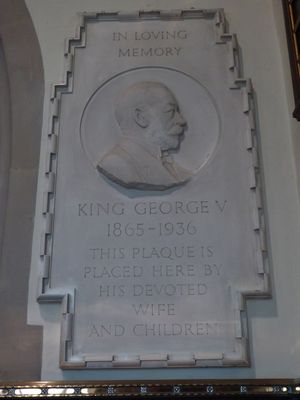 IN LOVING
MEMORY
KING GEORGE V
1865-1936
THIS PLAQUE IS
PLACED HERE BY
HIS DEVOTED
WIFE
AND CHILDREN